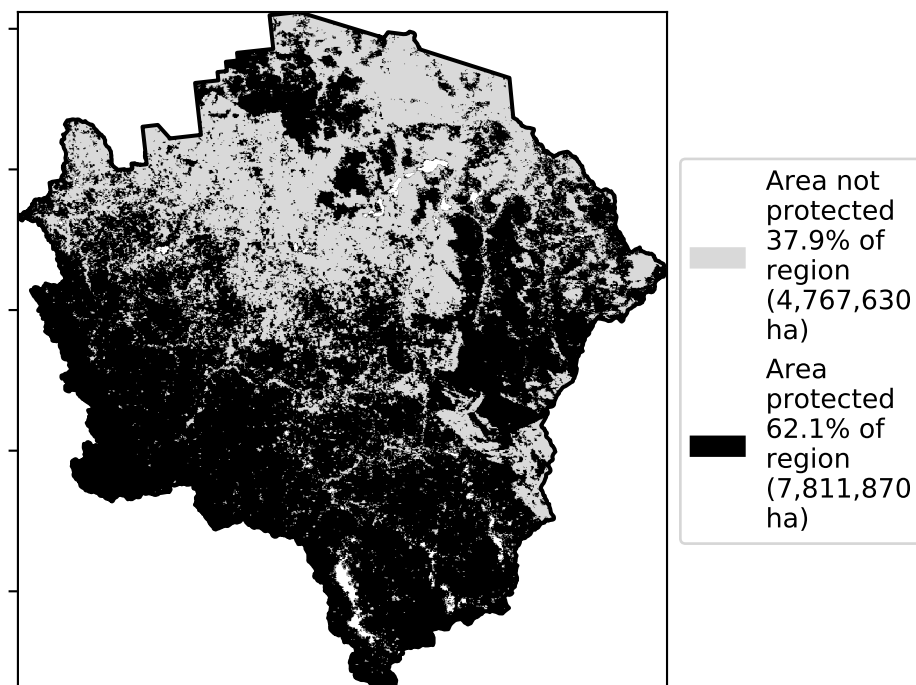 Area not
protected
37.9% of
region
(4,767,630
ha)
Area
protected
62.1% of
region
(7,811,870
ha)